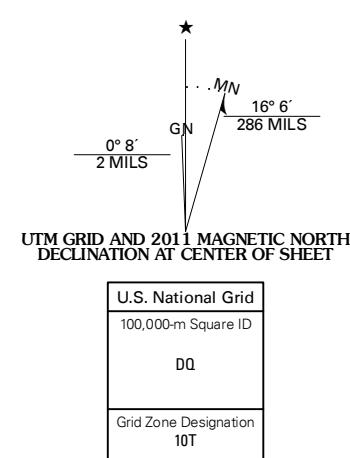 ★
MN
16° 6´
286 MILS
GN
0° 8´
2 MILS
UTM GRID AND 2011 MAGNETIC NORTH
DECLINATION AT CENTER OF SHEET
U.S. National Grid
100,000-m Square ID
DQ
Grid Zone Designation
10T